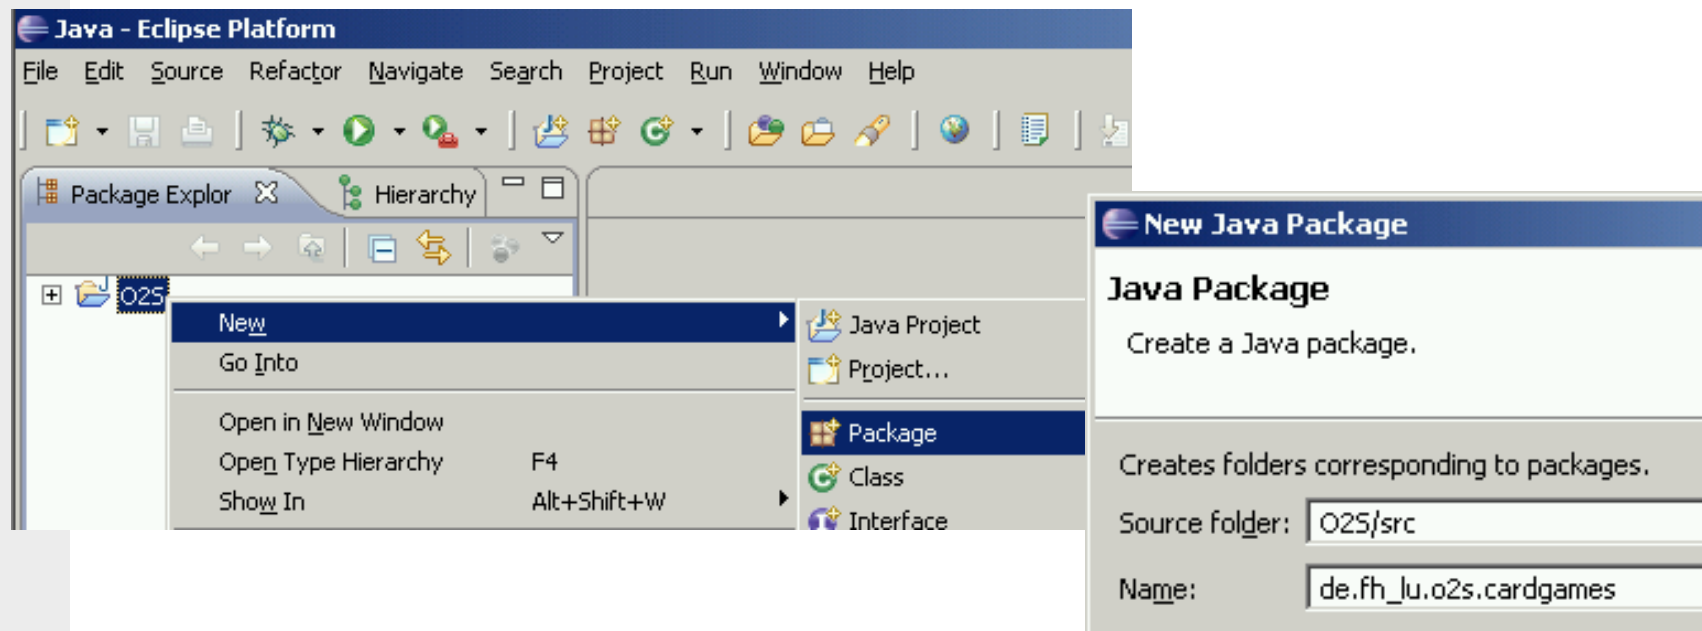 Java - Eclipse Platform
File Edit Source Refactor Navigate Search Project Run Window Help
Package Explor Hierarchy
O2S
New
Go Into
Open in New Window
Open Type Hierarchy F4
Show In Alt+Shift+W
Java Project
Project...
Package
Class
Interface
New Java Package
Java Package
Create a Java package.
Creates folders corresponding to packages.
Source folder: O2S/src
Name: de.fh_lu.o2s.cardgames